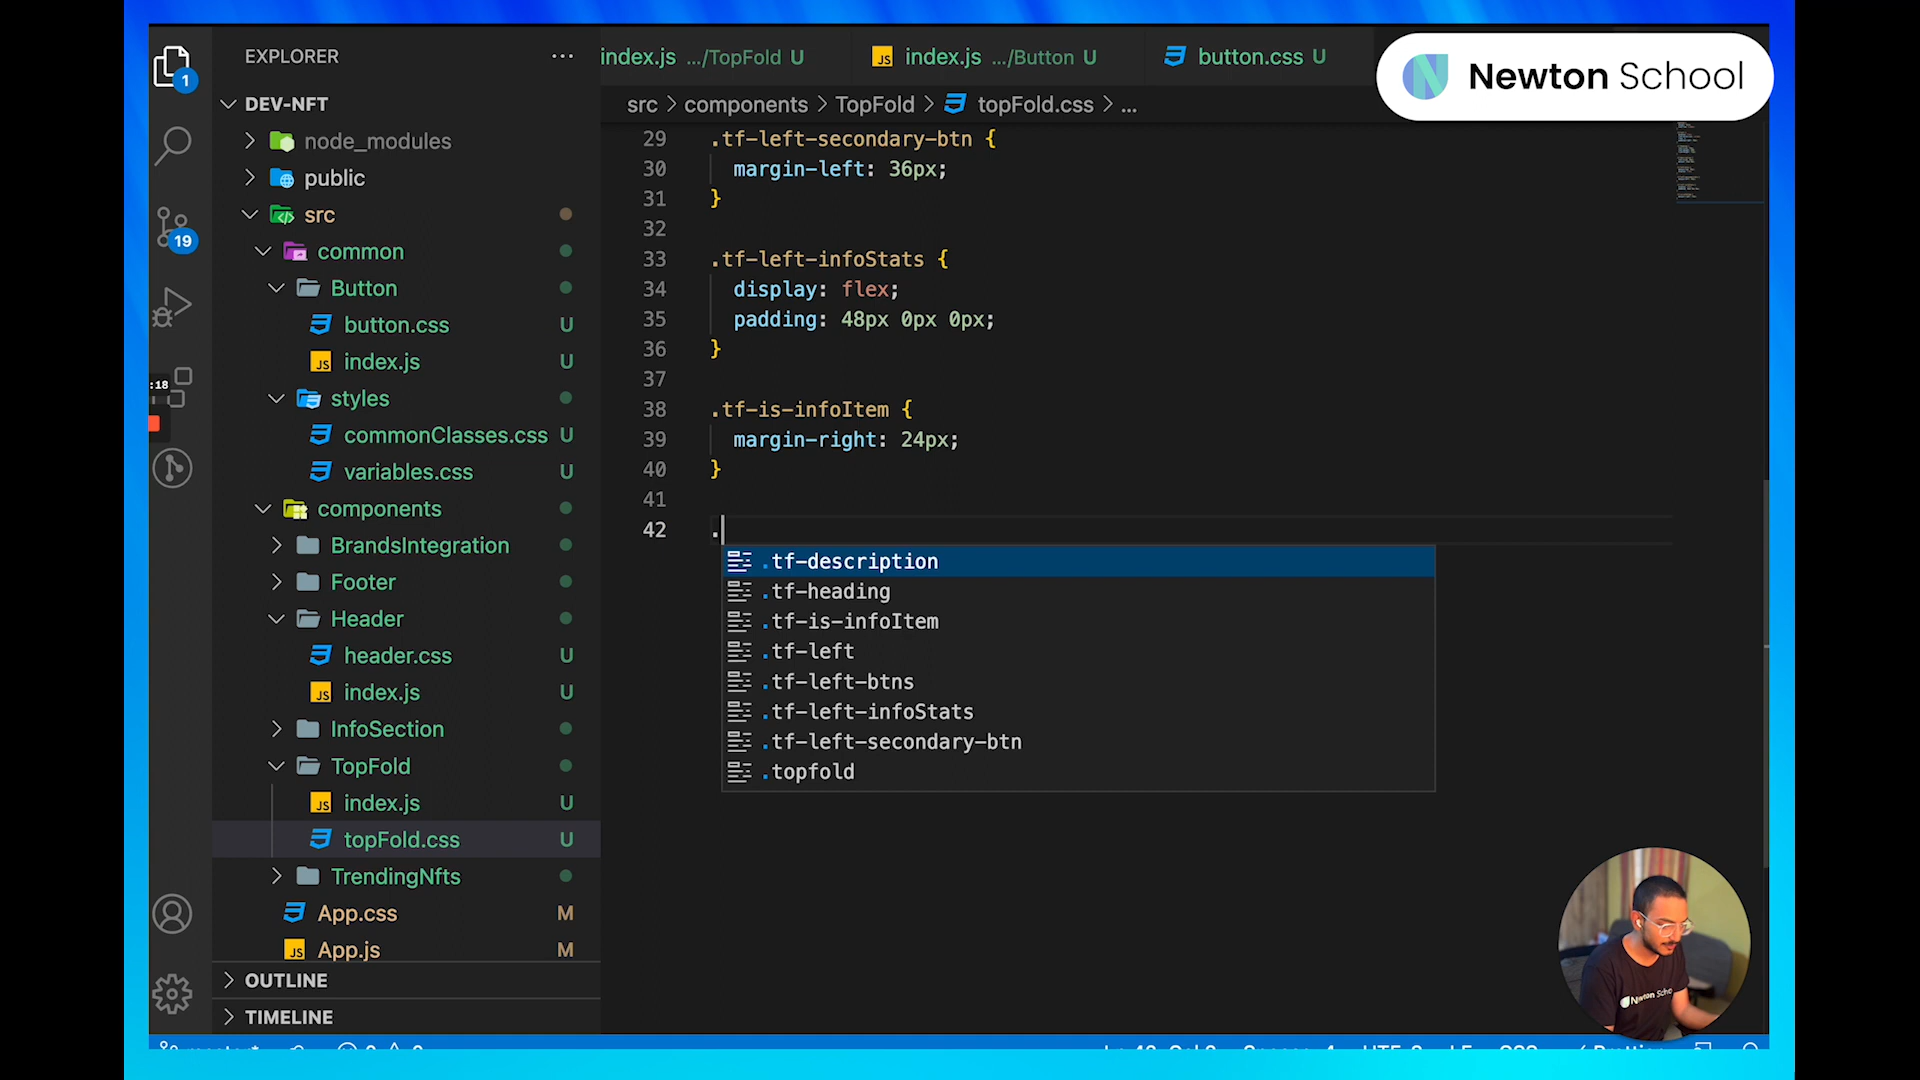 EXPLORER
DEV-NFT
node_modules
public
src
common
Button
button.css U
index.js U
styles
commonClasses.css U
variables.css U
components
BrandsIntegration
Footer
Header
header.css U
index.js U
InfoSection
TopFold
index.js U
topFold.css U
TrendingNfts
App.css M
App.js M
OUTLINE
TIMELINE
1
19
:18
index.js .../TopFold U
index.js .../Button U
button.css U
Newton School
src > components > TopFold > topFold.css > ...
29 .tf-left-secondary-btn {
30 margin-left: 36px;
31 }
32
33 .tf-left-infoStats {
34 display: flex;
35 padding: 48px 0px 0px;
36 }
37
38 .tf-is-infoItem {
39 margin-right: 24px;
40 }
41
42 .
.tf-description
.tf-heading
.tf-is-infoItem
.tf-left
.tf-left-btns
.tf-left-infoStats
.tf-left-secondary-btn
.topfold